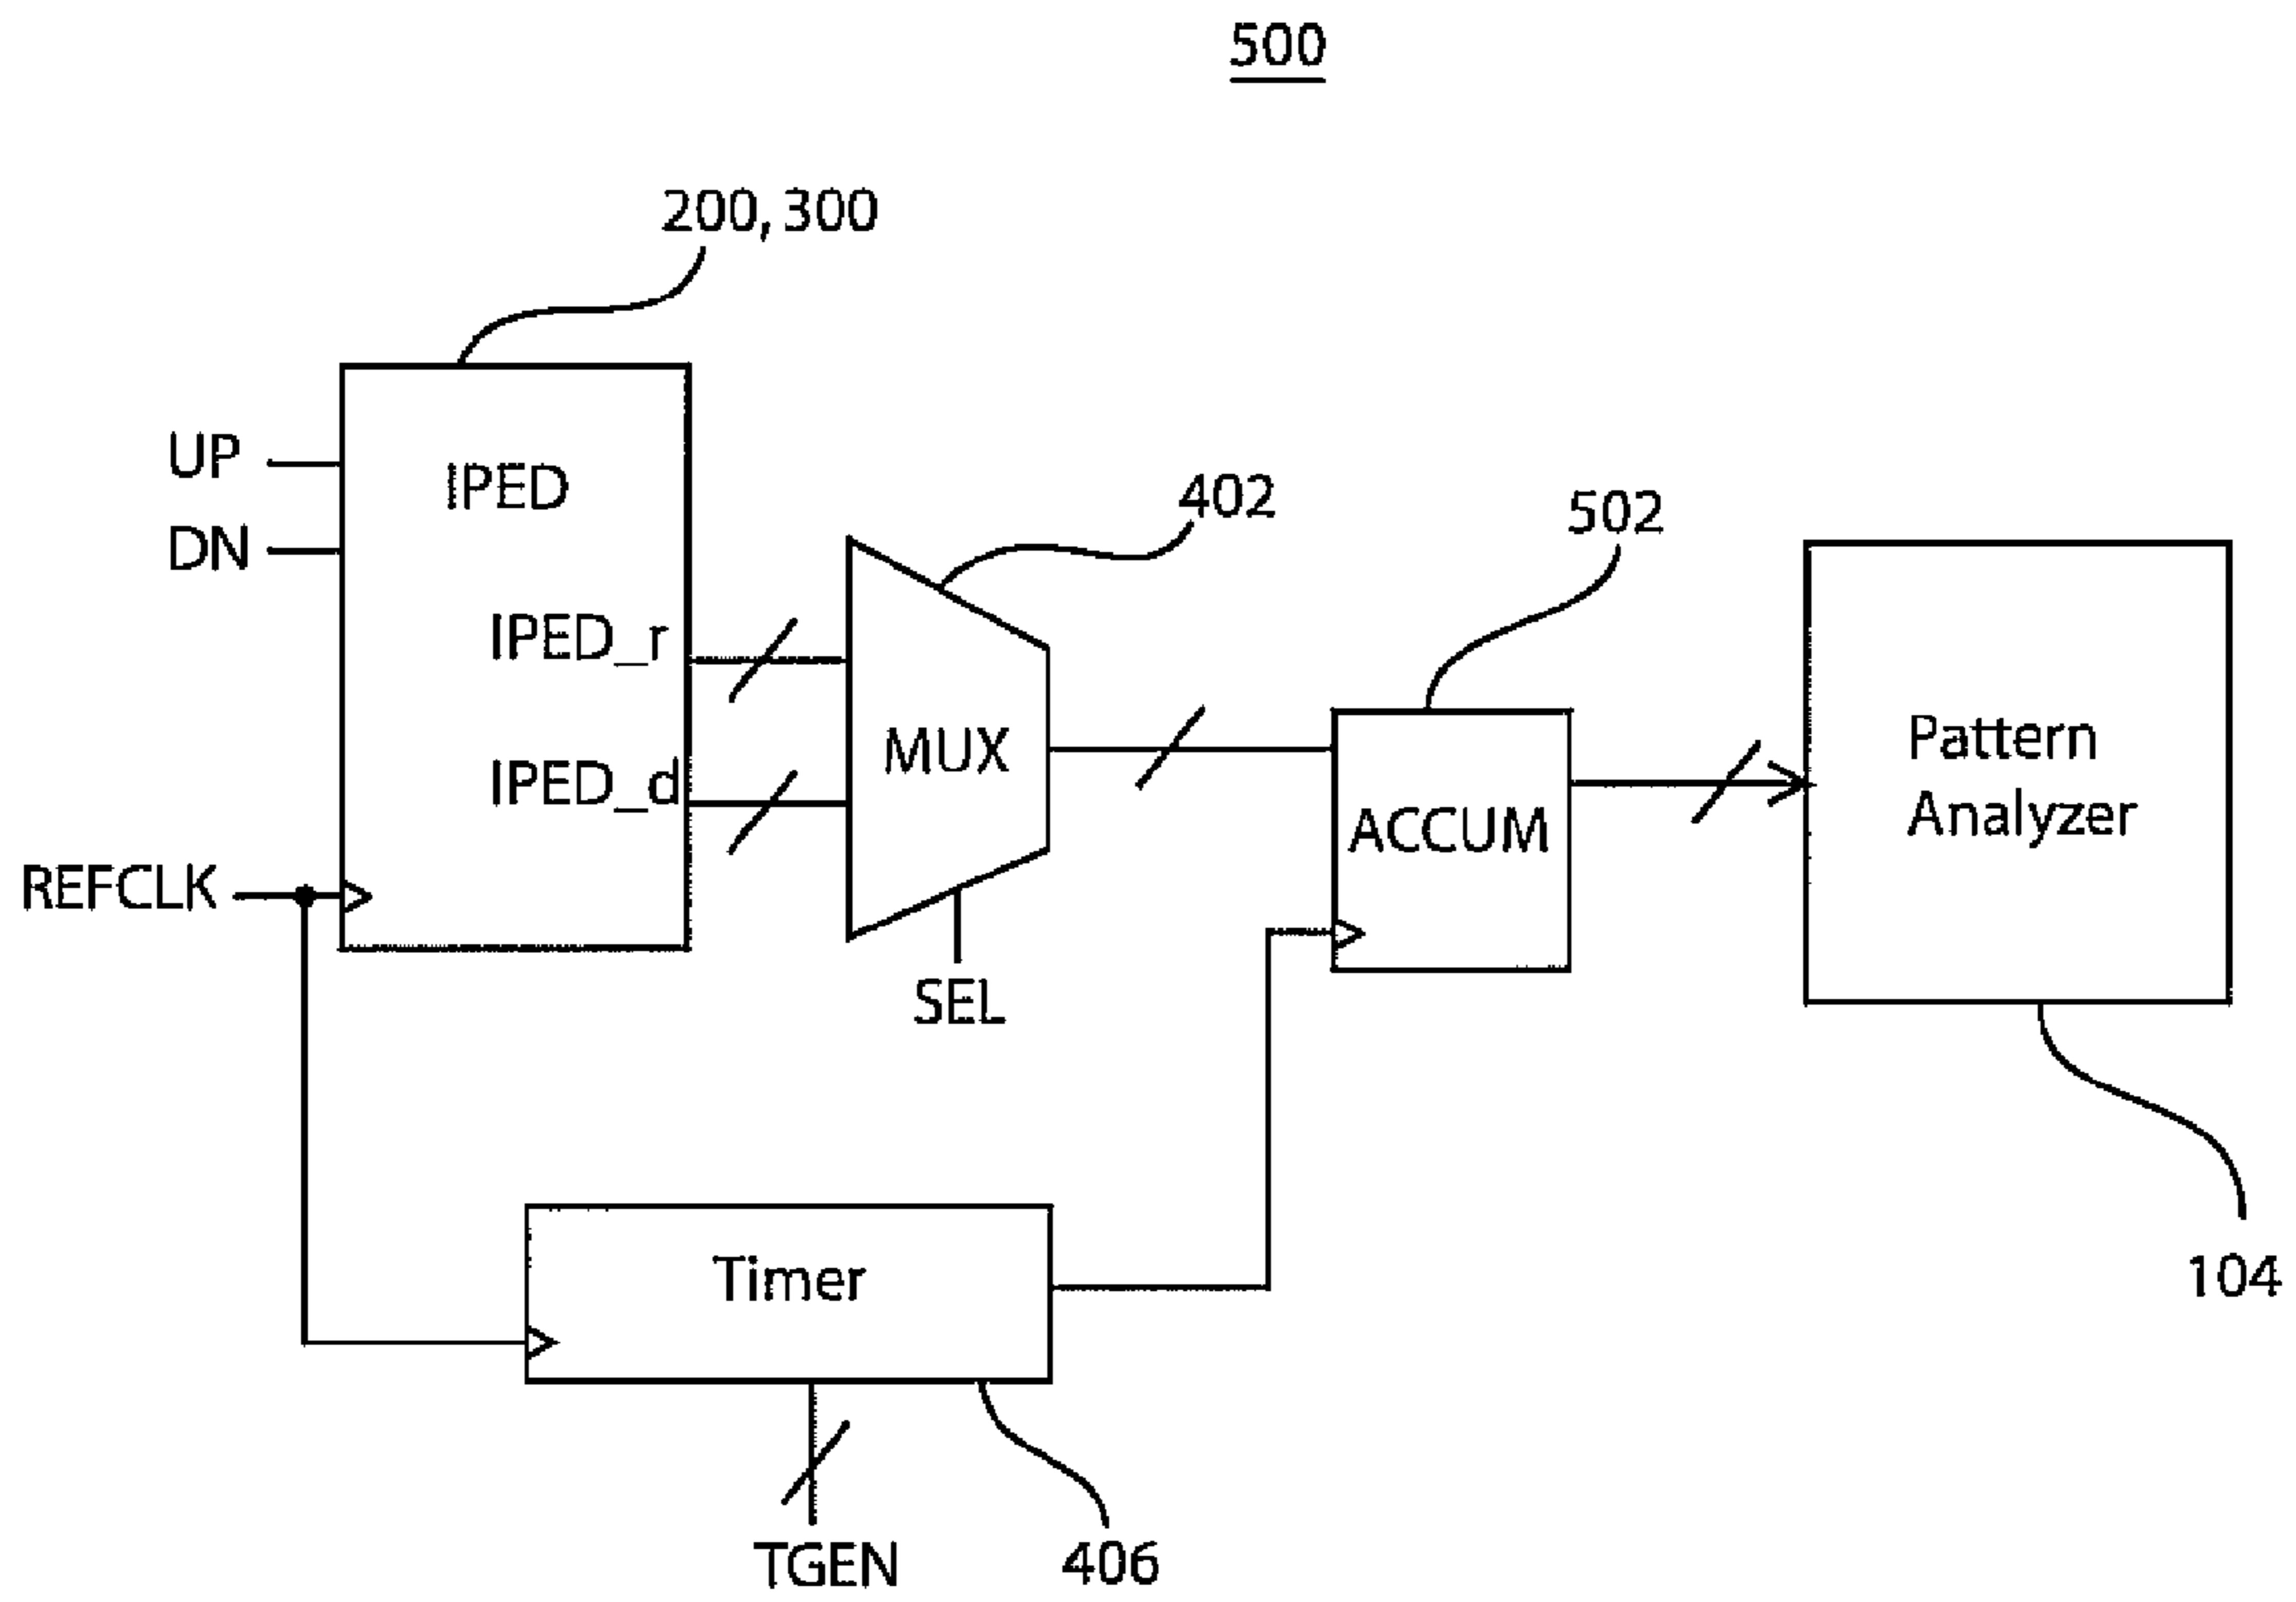 500
200, 300
UP
IPED
402
502
DN
IPED_r
Pattern
MUX
IPED_d
Analyzer
ACCUM
REFCLK
SEL
Timer
104
TGEN
406